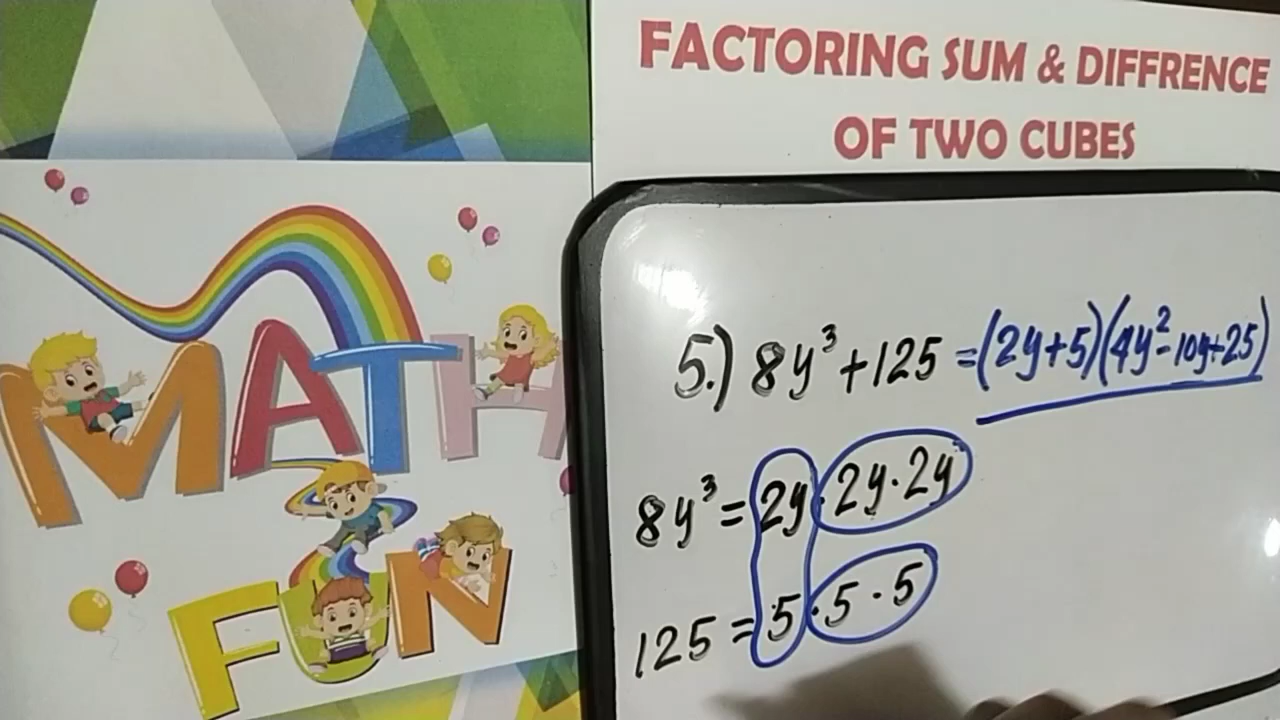 MATH
FUN
FACTORING SUM & DIFFRENCE
OF TWO CUBES
5.) 8y³+125 =(2y+5)(4y²-10y+25)
8y³ = 2y·2y·2y
125 = 5·5·5